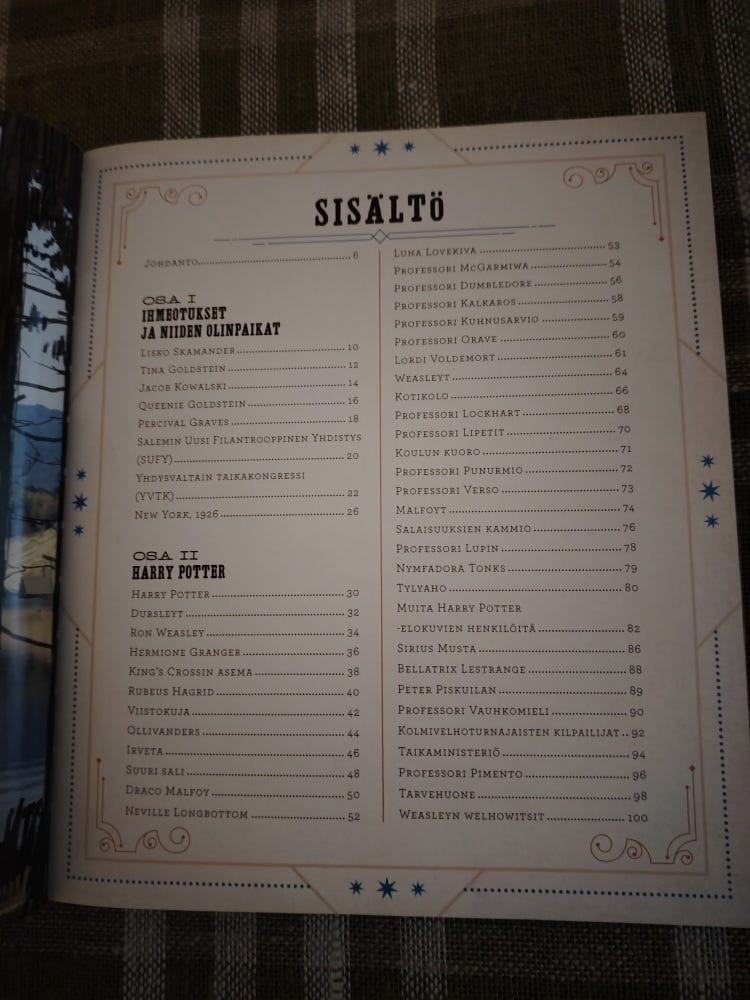 SISÄLTÖ
JOHDANTO 6
OSA I
IHMEOTUKSET
JA NIIDEN OLINPAIKAT
LISKO SKAMANDER 10
TINA GOLDSTEIN 12
JACOB KOWALSKI 14
QUEENIE GOLDSTEIN 16
PERCIVAL GRAVES 18
SALEMIN UUSI FILANTROOPPINEN YHDISTYS
(SUFY) 20
YHDYSVALTAIN TAIKAKONGRESSI
(YVTK) 22
NEW YORK, 1926 26
OSA II
HARRY POTTER
HARRY POTTER 30
DURSLEYT 32
RON WEASLEY 34
HERMIONE GRANGER 36
KING'S CROSSIN ASEMA 38
RUBEUS HAGRID 40
VIISTOKUJA 42
OLLIVANDERS 44
IRVETA 46
SUURI SALI 48
DRACO MALFOY 50
NEVILLE LONGBOTTOM 52
LUNA LOVEKIVA 53
PROFESSORI MCGARMIWA 54
PROFESSORI DUMBLEDORE 56
PROFESSORI KALKAROS 58
PROFESSORI KUHNUSARVIO 59
PROFESSORI ORAVE 60
LORDI VOLDEMORT 61
WEASLEYT 64
KOTIKOLO 66
PROFESSORI LOCKHART 68
PROFESSORI LIPETIT 70
KOULUN KUORO 71
PROFESSORI PUNURMIO 72
PROFESSORI VERSO 73
MALFOYT 74
SALAISUUKSIEN KAMMIO 76
PROFESSORI LUPIN 78
NYMFADORA TONKS 79
TYLYAHO 80
MUITA HARRY POTTER
-ELOKUVIEN HENKILÖITÄ 82
SIRIUS MUSTA 86
BELLATRIX LESTRANGE 88
PETER PISKUILAN 89
PROFESSORI VAUHKOMIELI 90
KOLMIVELHOTURNAJAISTEN KILPAILIJAT .. 92
TAIKAMINISTERIÖ 94
PROFESSORI PIMENTO 96
TARVEHUONE 98
WEASLEYN WELHOWITSIT 100